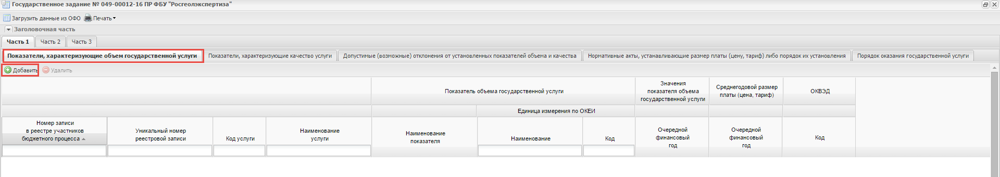 Государственное задание № 049-00012-16 ПР ФБУ "Росгеолэкспертиза"
Загрузить данные из ОФО Печать
Заголовочная часть
Часть 1 Часть 2 Часть 3
Показатели, характеризующие объем государственной услуги Показатели, характеризующие качество услуги Допустимые (возможные) отклонения от установленных показателей объема и качества Нормативные акты, устанавливающие размер платы (цену, тариф) либо порядок их установления Порядок оказания государственной услуги
Добавить Удалить
Показатель объема государственной услуги
Значения
показателя объема
государственной услуги
Среднегодовой размер
платы (цена, тариф)
ОКВЭД
Единица измерения по ОКЕИ
Номер записи
в реестре участников
бюджетного процесса
Уникальный номер
реестровой записи
Код услуги
Наименование
услуги
Наименование
показателя
Наименование
Код
Очередной
финансовый
год
Очередной
финансовый
год
Код